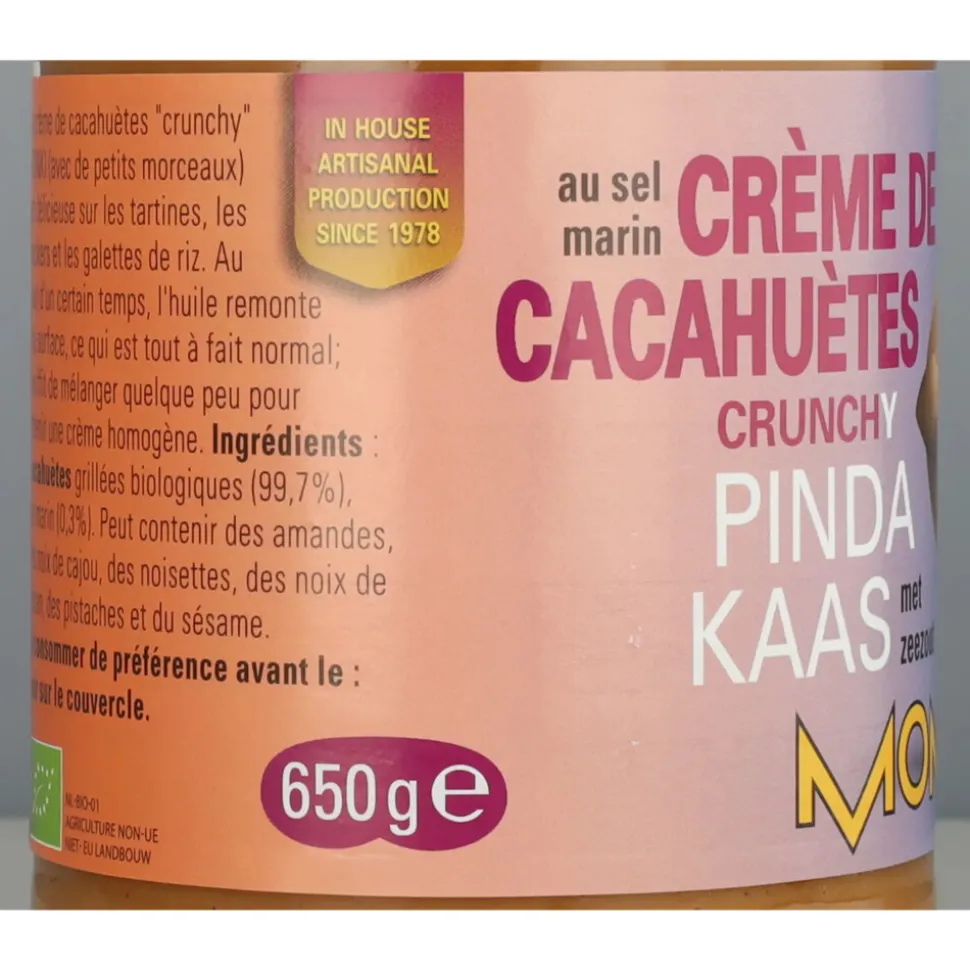 de cacahuètes "crunchy"
(avec de petits morceaux)
délicieuse sur les tartines, les
et les galettes de riz. Au
d'un certain temps, l'huile remonte
surface, ce qui est tout à fait normal;
de mélanger quelque peu pour
une crème homogène. Ingrédients :
grillées biologiques (99,7%),
marin (0,3%). Peut contenir des amandes,
de cajou, des noisettes, des noix de
des pistaches et du sésame.
consommer de préférence avant le :
sur le couvercle.
NL-BIO-01
AGRICULTURE NON-UE
NIET- EU LANDBOUW
650 g e
IN HOUSE
ARTISANAL
PRODUCTION
SINCE 1978
au sel
marin
CRÈME DE
CACAHUÈTES
CRUNCHY
PINDA
KAAS
met
zeezout
MON